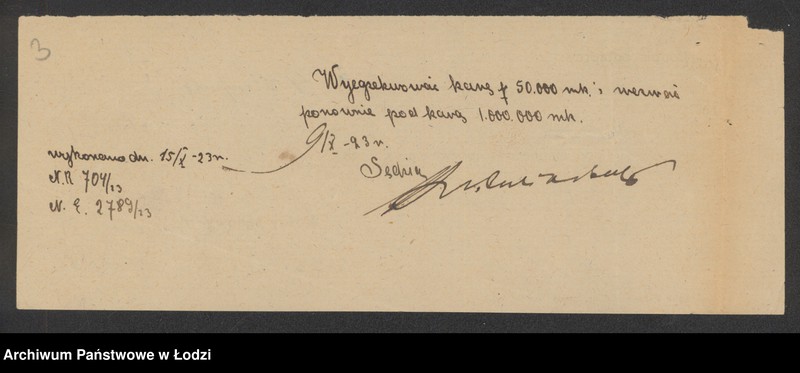 3
Wyegzekwować karę 50.000 mk. i wezwać
ponownie pod karą 1.000.000 mk.
9/X -23 r.
Sędzia
wykonano dn. 15/X -23 r.
N.R 704/23
N. E. 2789/23
Archiwum Państwowe w Łodzi